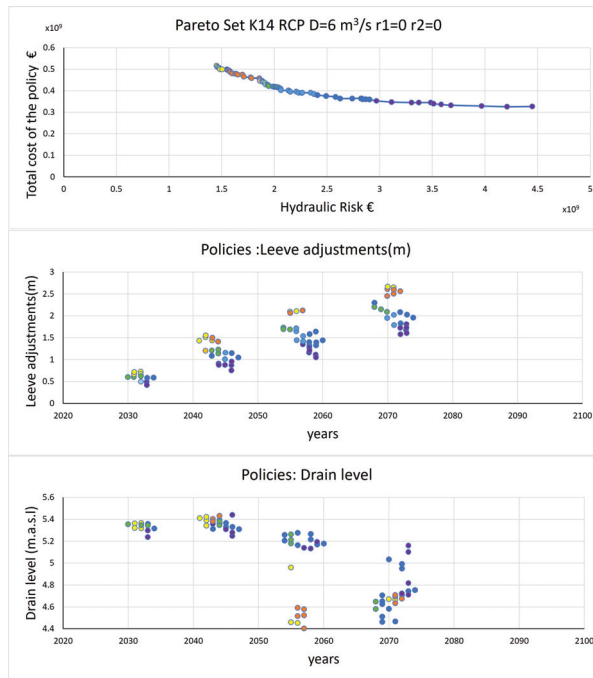 Pareto Set K14 RCP D=6 m³/s r1=0 r2=0
x10⁹
Total cost of the policy €
0.6
0.5
0.4
0.3
0.2
0.1
0
0 0.5 1 1.5 2 2.5 3 3.5 4 4.5 5
Hydraulic Risk €
x10⁹
Policies :Leeve adjustments(m)
Leeve adjustments(m)
3
2.5
2
1.5
1
0.5
0
2020 2030 2040 2050 2060 2070 2080 2090 2100
years
Policies: Drain level
Drain level (m.a.s.l)
5.6
5.4
5.2
5
4.8
4.6
4.4
2020 2030 2040 2050 2060 2070 2080 2090 2100
years